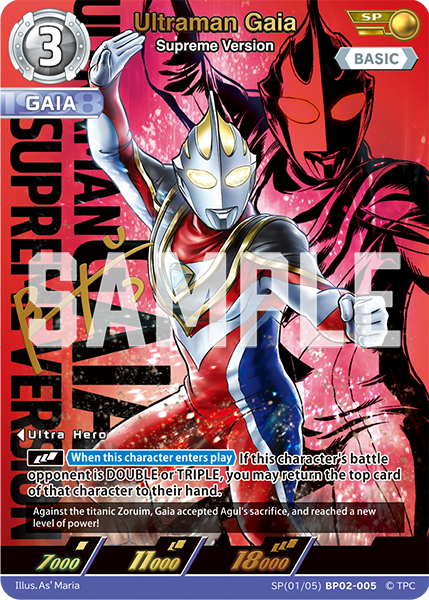 Ultraman Gaia
Supreme Version
3
SP
BASIC
1998
GAIA
ULTRAMAN GAIA
SUPREME VERSION
SAMPLE
Ultra Hero
When this character enters play If this character's battle
opponent is DOUBLE or TRIPLE, you may return the top card
of that character to their hand.
Against the titanic Zoruim, Gaia accepted Agul's sacrifice, and reached a new
level of power!
7000
11000
18000
Illus. As' Maria
SP(01/05) BP02-005 © TPC